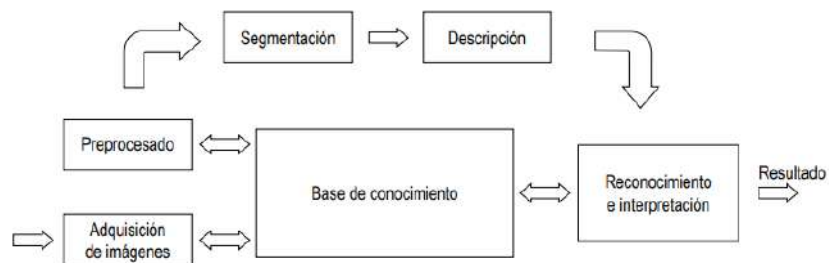 Segmentación
Descripción
Preprocesado
Base de conocimiento
Reconocimiento
e interpretación
Resultado
Adquisición
de imágenes